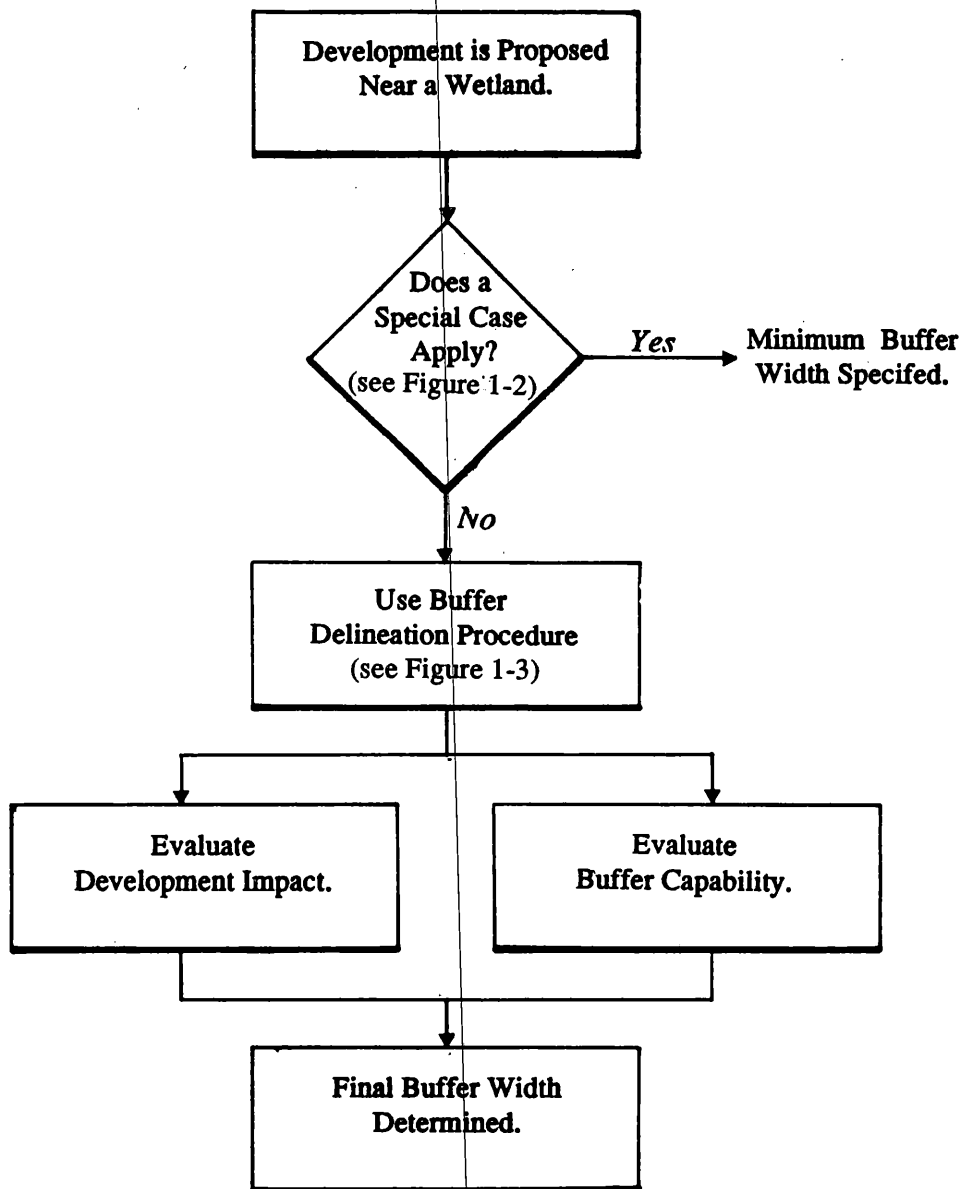 Development is Proposed
Near a Wetland.
Does a
Special Case
Apply?
(see Figure 1-2)
Yes
Minimum Buffer
Width Specifed.
No
Use Buffer
Delineation Procedure
(see Figure 1-3)
Evaluate
Development Impact.
Evaluate
Buffer Capability.
Final Buffer Width
Determined.